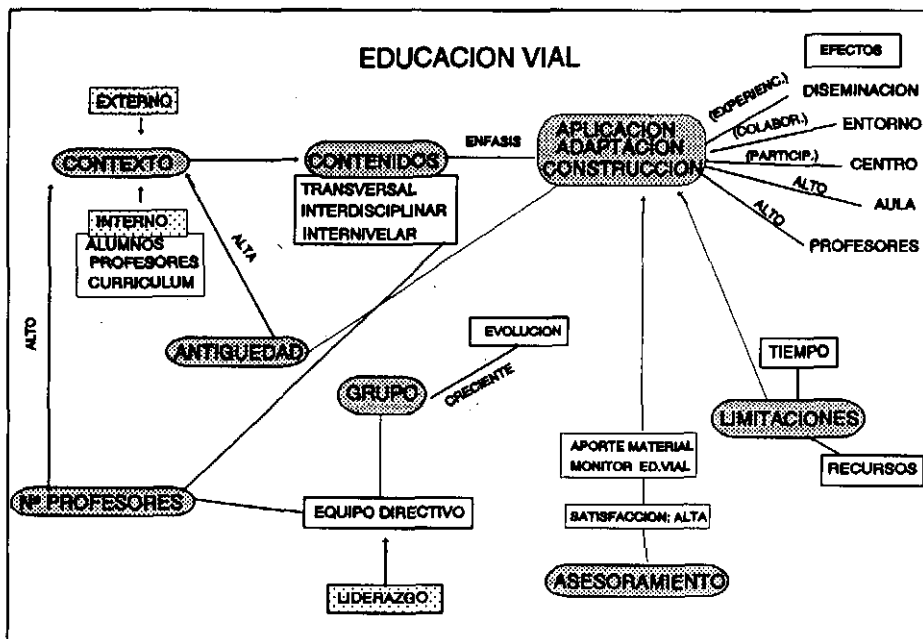 EDUCACION VIAL
EFECTOS
EXTERNO
(EXPERIENC.)
DISEMINACION
(COLABOR.)
ENTORNO
APLICACION
ADAPTACION
CONSTRUCCION
ENFASIS
CONTEXTO
CONTENIDOS
(PARTICIP.)
CENTRO
TRANSVERSAL
INTERDISCIPLINAR
INTERNIVELAR
ALTO
AULA
ALTO
PROFESORES
INTERNO
ALUMNOS
PROFESORES
CURRICULUM
ALTA
ALTO
ANTIGUEDAD
EVOLUCION
CRECIENTE
GRUPO
TIEMPO
LIMITACIONES
RECURSOS
APORTE MATERIAL
MONITOR ED.VIAL
Nº PROFESORES
EQUIPO DIRECTIVO
SATISFACCION: ALTA
ASESORAMIENTO
LIDERAZGO